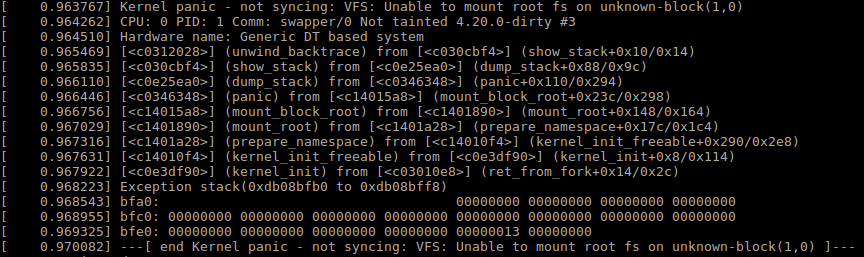 [    0.963767] Kernel panic - not syncing: VFS: Unable to mount root fs on unknown-block(1,0)
[    0.964262] CPU: 0 PID: 1 Comm: swapper/0 Not tainted 4.20.0-dirty #3
[    0.964510] Hardware name: Generic DT based system
[    0.965469] [<c0312028>] (unwind_backtrace) from [<c030cbf4>] (show_stack+0x10/0x14)
[    0.965835] [<c030cbf4>] (show_stack) from [<c0e25ea0>] (dump_stack+0x88/0x9c)
[    0.966110] [<c0e25ea0>] (dump_stack) from [<c0346348>] (panic+0x110/0x294)
[    0.966446] [<c0346348>] (panic) from [<c14015a8>] (mount_block_root+0x23c/0x298)
[    0.966756] [<c14015a8>] (mount_block_root) from [<c1401890>] (mount_root+0x148/0x164)
[    0.967029] [<c1401890>] (mount_root) from [<c1401a28>] (prepare_namespace+0x17c/0x1c4)
[    0.967316] [<c1401a28>] (prepare_namespace) from [<c14010f4>] (kernel_init_freeable+0x290/0x2e8)
[    0.967631] [<c14010f4>] (kernel_init_freeable) from [<c0e3df90>] (kernel_init+0x8/0x114)
[    0.967922] [<c0e3df90>] (kernel_init) from [<c03010e8>] (ret_from_fork+0x14/0x2c)
[    0.968223] Exception stack(0xdb08bfb0 to 0xdb08bff8)
[    0.968543] bfa0:                                     00000000 00000000 00000000 00000000
[    0.968955] bfc0: 00000000 00000000 00000000 00000000 00000000 00000000 00000000 00000000
[    0.969325] bfe0: 00000000 00000000 00000000 00000000 00000013 00000000
[    0.970082] ---[ end Kernel panic - not syncing: VFS: Unable to mount root fs on unknown-block(1,0) ]---